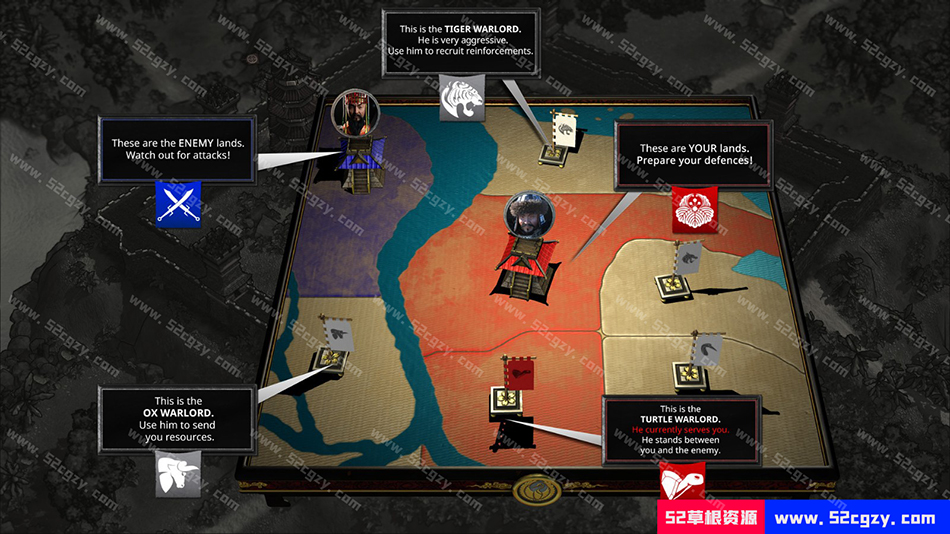 This is the TIGER WARLORD.
He is very aggressive.
Use him to recruit reinforcements.
These are the ENEMY lands.
Watch out for attacks!
These are YOUR lands.
Prepare your defences!
This is the
OX WARLORD.
Use him to send
you resources.
This is the
TURTLE WARLORD.
He currently serves you.
He stands between
you and the enemy.
52草根资源
www.52cgzy.com